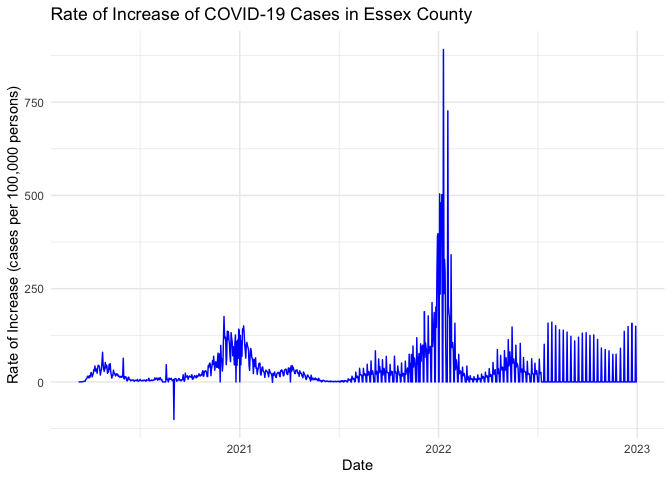 Rate of Increase of COVID-19 Cases in Essex County
Rate of Increase (cases per 100,000 persons)
750
500
250
0
2021
2022
2023
Date